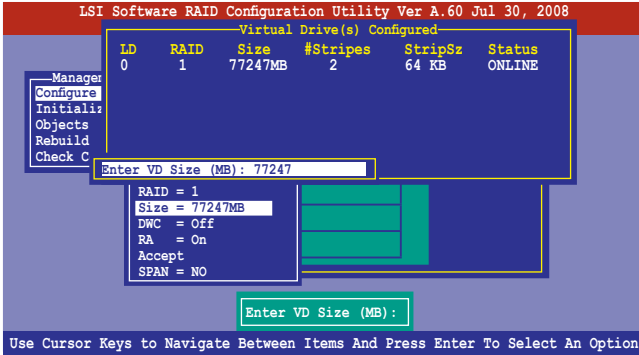 LSI Software RAID Configuration Utility Ver A.60 Jul 30, 2008
Virtual Drive(s) Configured
LD RAID Size #Stripes StripSz Status
0 1 77247MB 2 64 KB ONLINE
Manager
Configure
Initializ
Objects
Rebuild
Check C
Enter VD Size (MB): 77247
RAID = 1
Size = 77247MB
DWC = Off
RA = On
Accept
SPAN = NO
Enter VD Size (MB):
Use Cursor Keys to Navigate Between Items And Press Enter To Select An Option